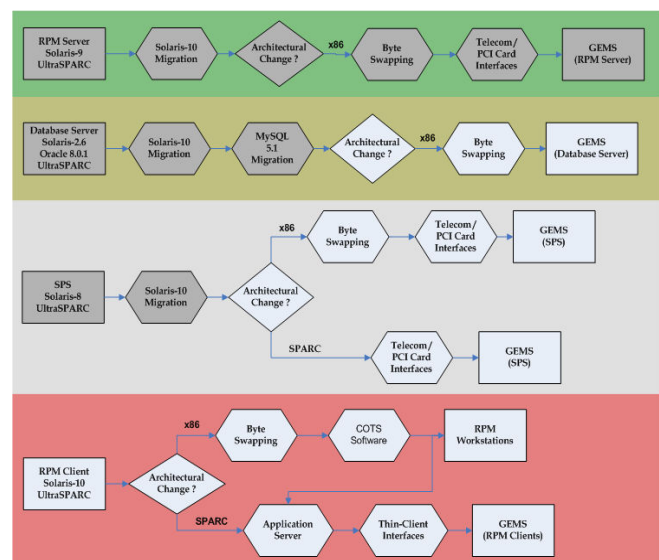 RPM Server
Solaris-9
UltraSPARC
Solaris-10
Migration
Architectural
Change ?
x86
Byte
Swapping
Telecom/
PCI Card
Interfaces
GEMS
(RPM Server)
Database Server
Solaris-2.6
Oracle 8.0.1
UltraSPARC
Solaris-10
Migration
MySQL
5.1
Migration
Architectural
Change ?
x86
Byte
Swapping
GEMS
(Database Server)
SPS
Solaris-8
UltraSPARC
Solaris-10
Migration
Architectural
Change ?
x86
Byte
Swapping
Telecom/
PCI Card
Interfaces
GEMS
(SPS)
SPARC
Telecom/
PCI Card
Interfaces
GEMS
(SPS)
RPM Client
Solaris-10
UltraSPARC
Architectural
Change ?
x86
Byte
Swapping
COTS
Software
RPM
Workstations
SPARC
Application
Server
Thin-Client
Interfaces
GEMS
(RPM Clients)